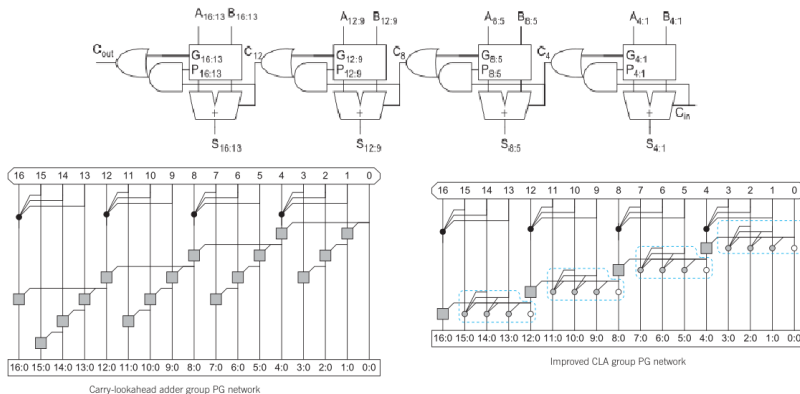 A16:13 B16:13 A12:9 B12:9 A8:5 B8:5 A4:1 B4:1
Cout G16:13 C12 G12:9 C8 G8:5 C4 G4:1
P16:13 P12:9 P8:5 P4:1
+ + + +
Cin
S16:13 S12:9 S8:5 S4:1
16 15 14 13 12 11 10 9 8 7 6 5 4 3 2 1 0
16:0 15:0 14:0 13:0 12:0 11:0 10:0 9:0 8:0 7:0 6:0 5:0 4:0 3:0 2:0 1:0 0:0
Carry-lookahead adder group PG network
16 15 14 13 12 11 10 9 8 7 6 5 4 3 2 1 0
16:0 15:0 14:0 13:0 12:0 11:0 10:0 9:0 8:0 7:0 6:0 5:0 4:0 3:0 2:0 1:0 0:0
Improved CLA group PG network